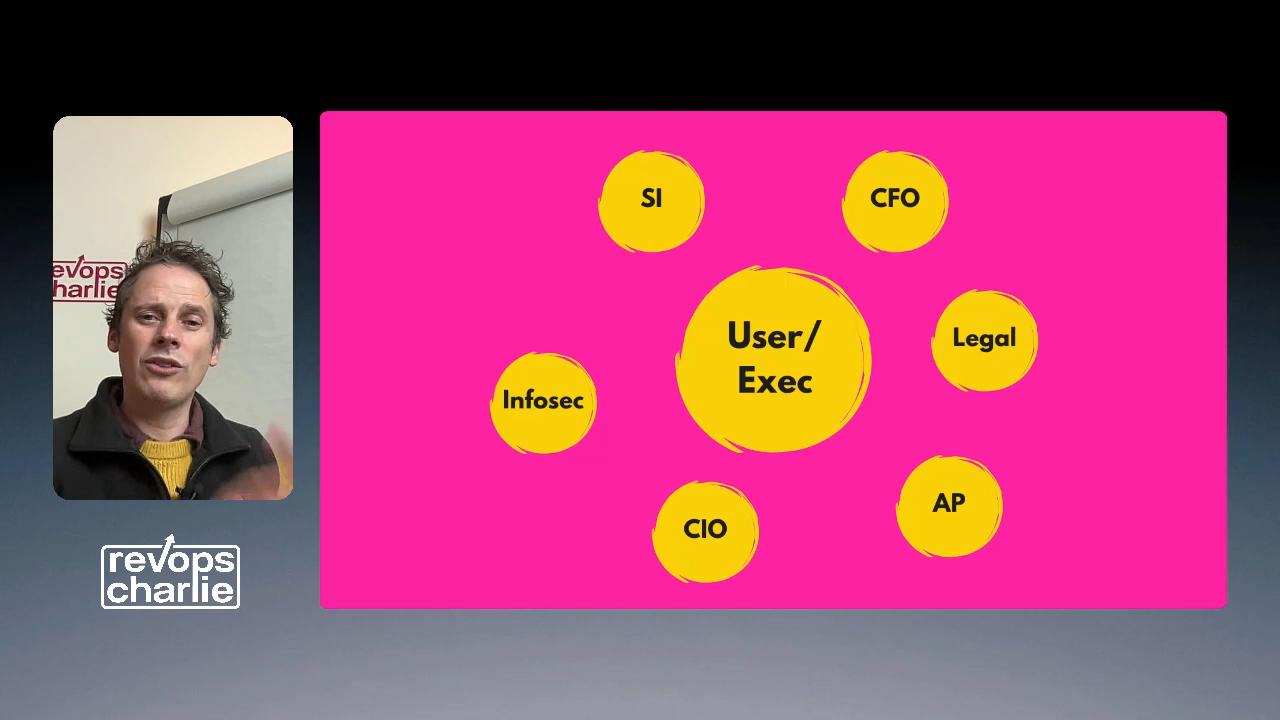 revops
charlie
SI
CFO
User/
Exec
Legal
Infosec
CIO
AP
revops
charlie